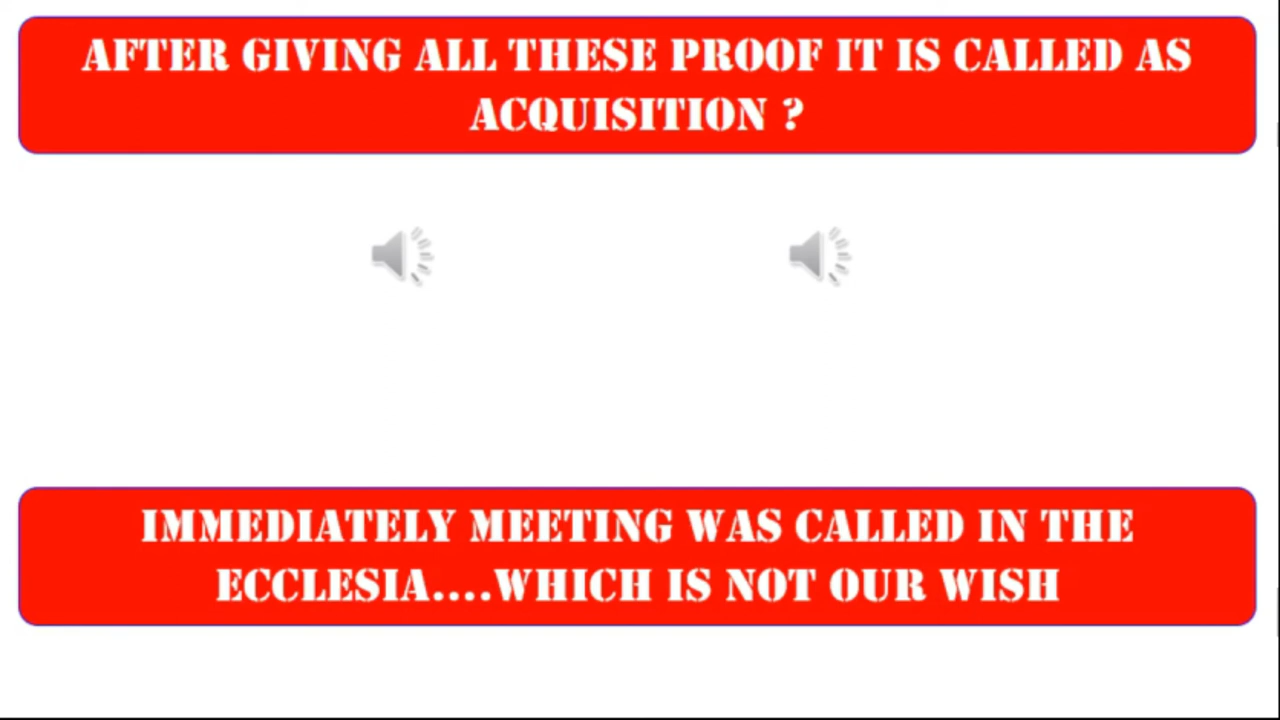 AFTER GIVING ALL THESE PROOF IT IS CALLED AS
ACQUISITION ?
IMMEDIATELY MEETING WAS CALLED IN THE
ECCLESIA....WHICH IS NOT OUR WISH